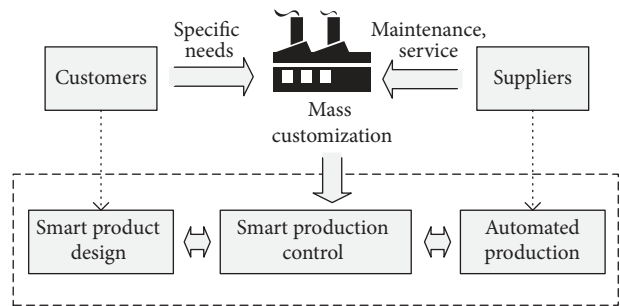 Specific
needs
Maintenance,
service
Customers
Suppliers
Mass
customization
Smart product
design
Smart production
control
Automated
production